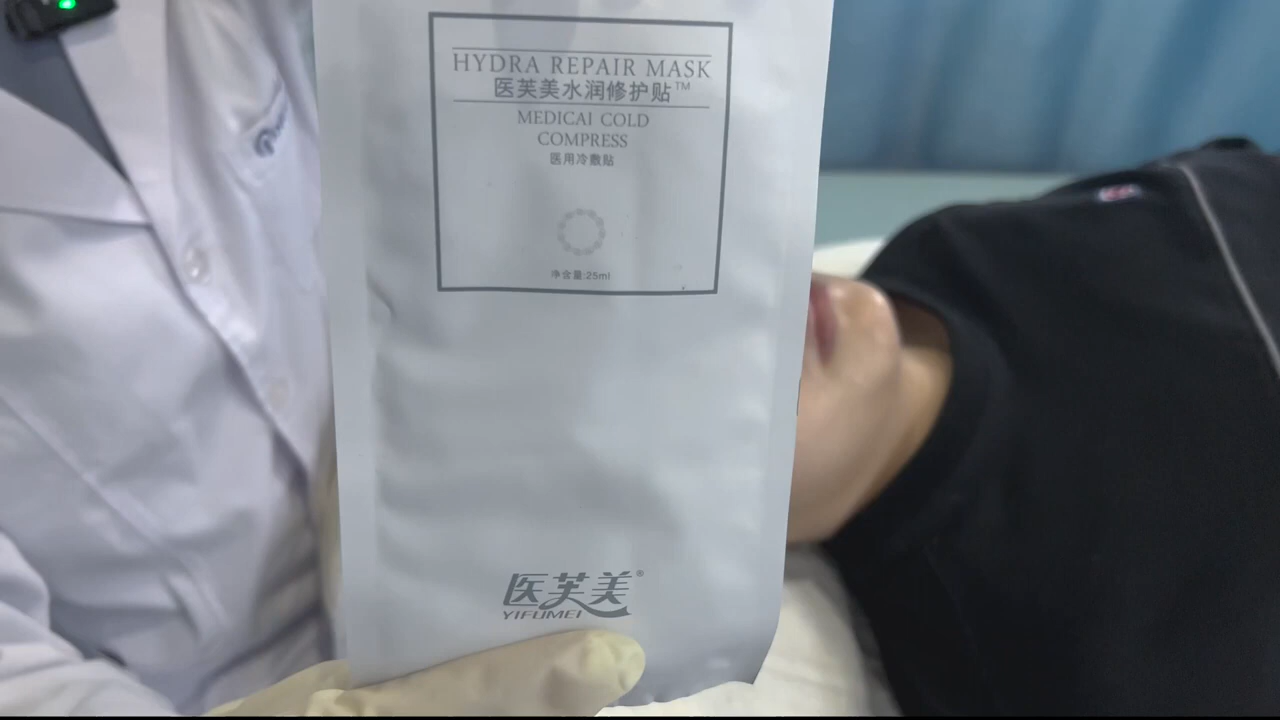 HYDRA REPAIR MASK
医芙美水润修护贴™
MEDICAI COLD
COMPRESS
医用冷敷贴
净含量:25ml
医芙美®
YIFUMEI